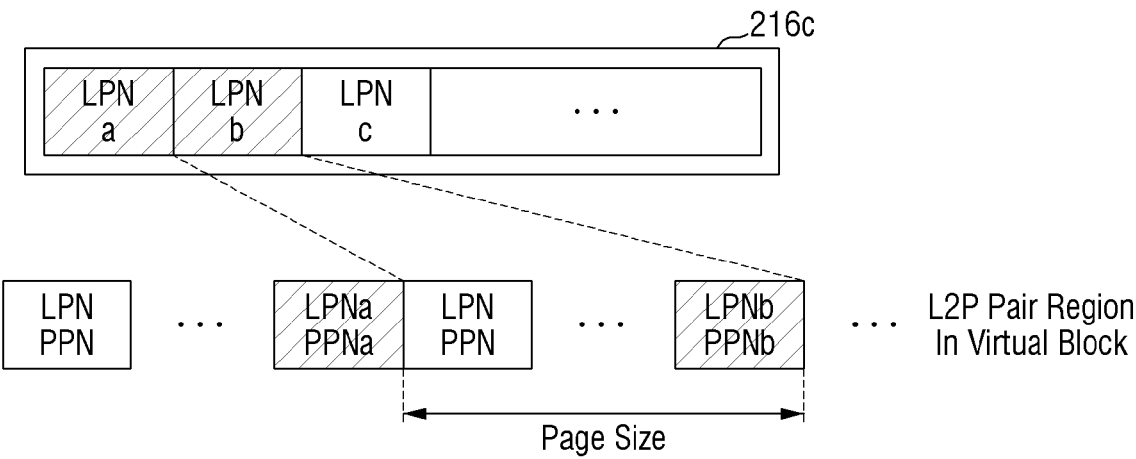 216c
LPN
a
LPN
b
LPN
c
...
LPN
PPN
...
LPNa
PPNa
LPN
PPN
...
LPNb
PPNb
...
L2P Pair Region
In Virtual Block
Page Size